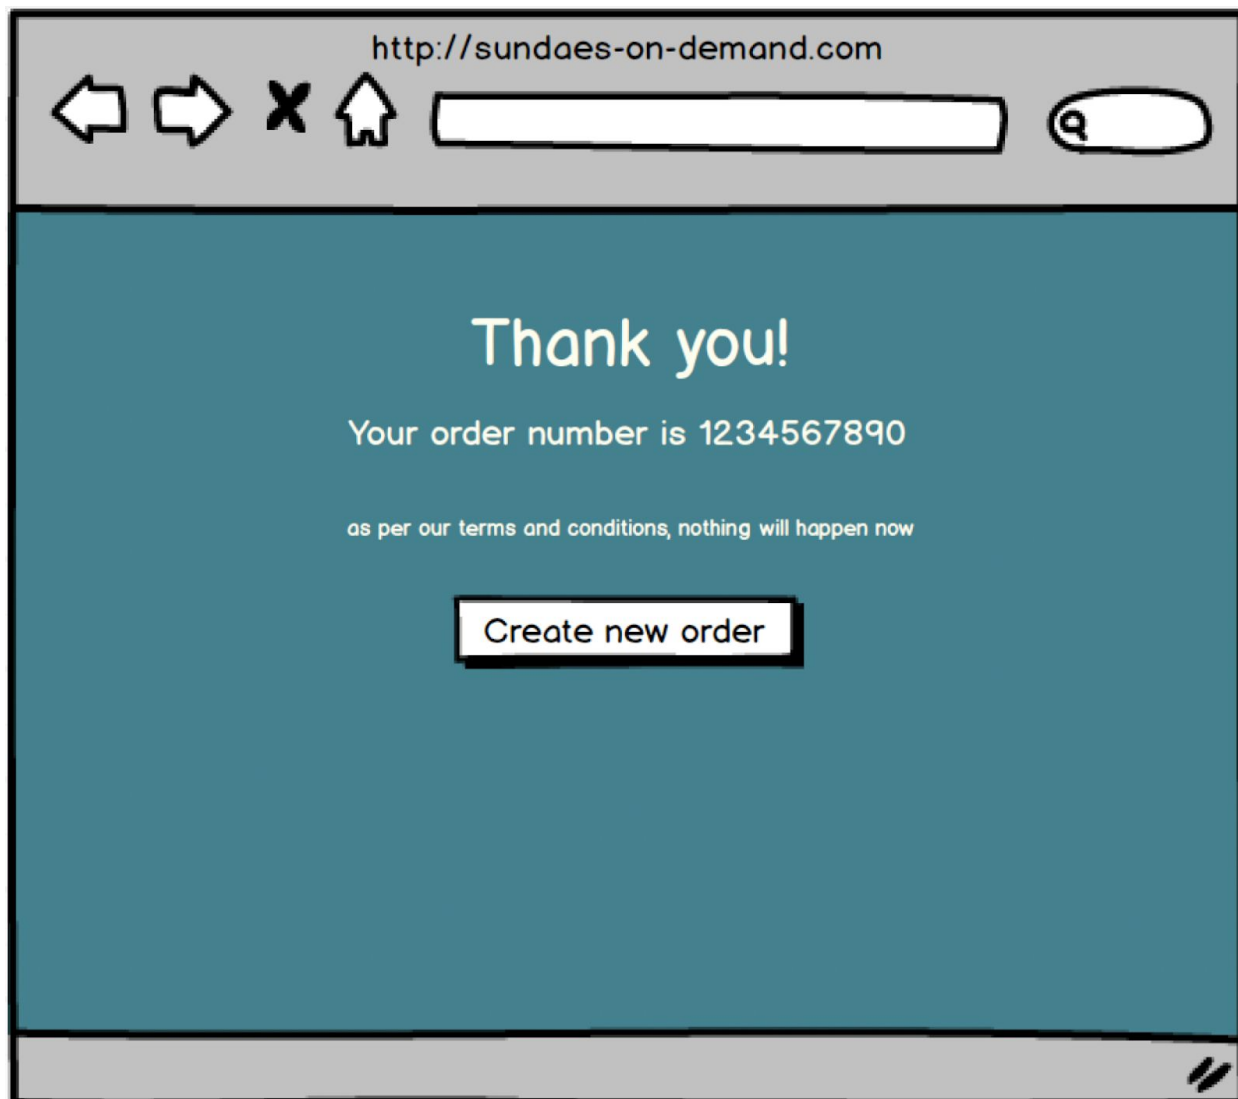 http://sundaes-on-demand.com
Thank you!
Your order number is 1234567890
as per our terms and conditions, nothing will happen now
Create new order